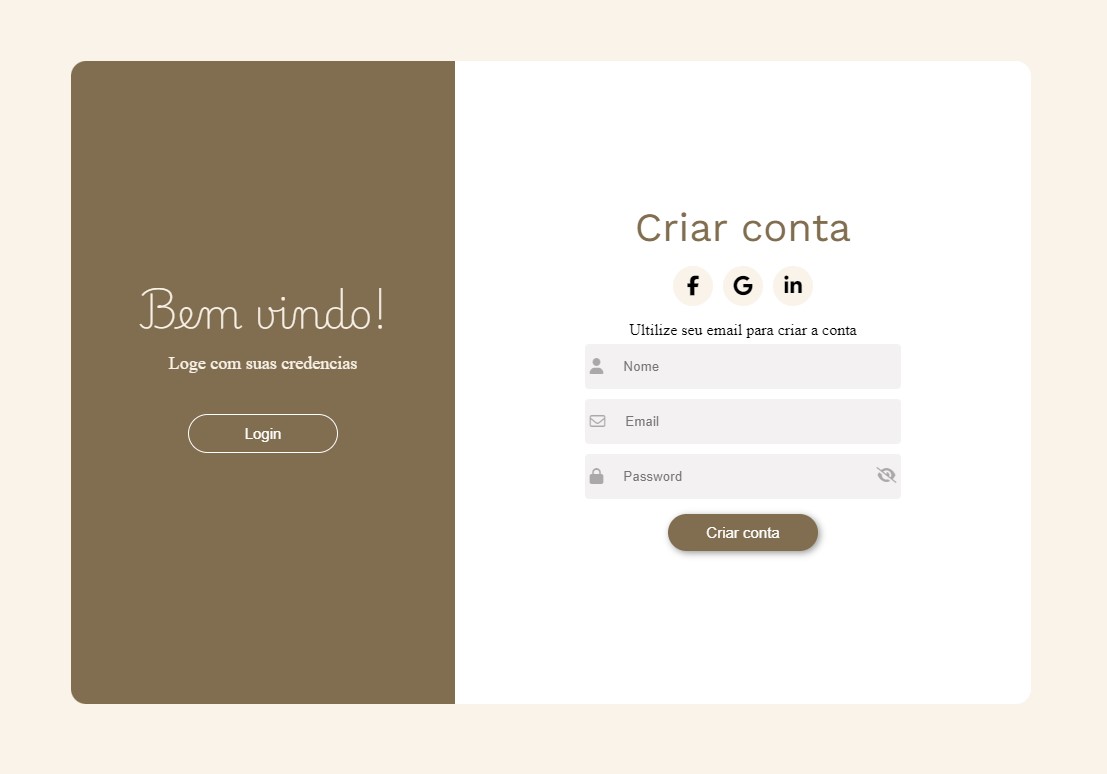 Bem vindo!
Loge com suas credencias
Login
Criar conta
Ultilize seu email para criar a conta
Nome
Email
Password
Criar conta